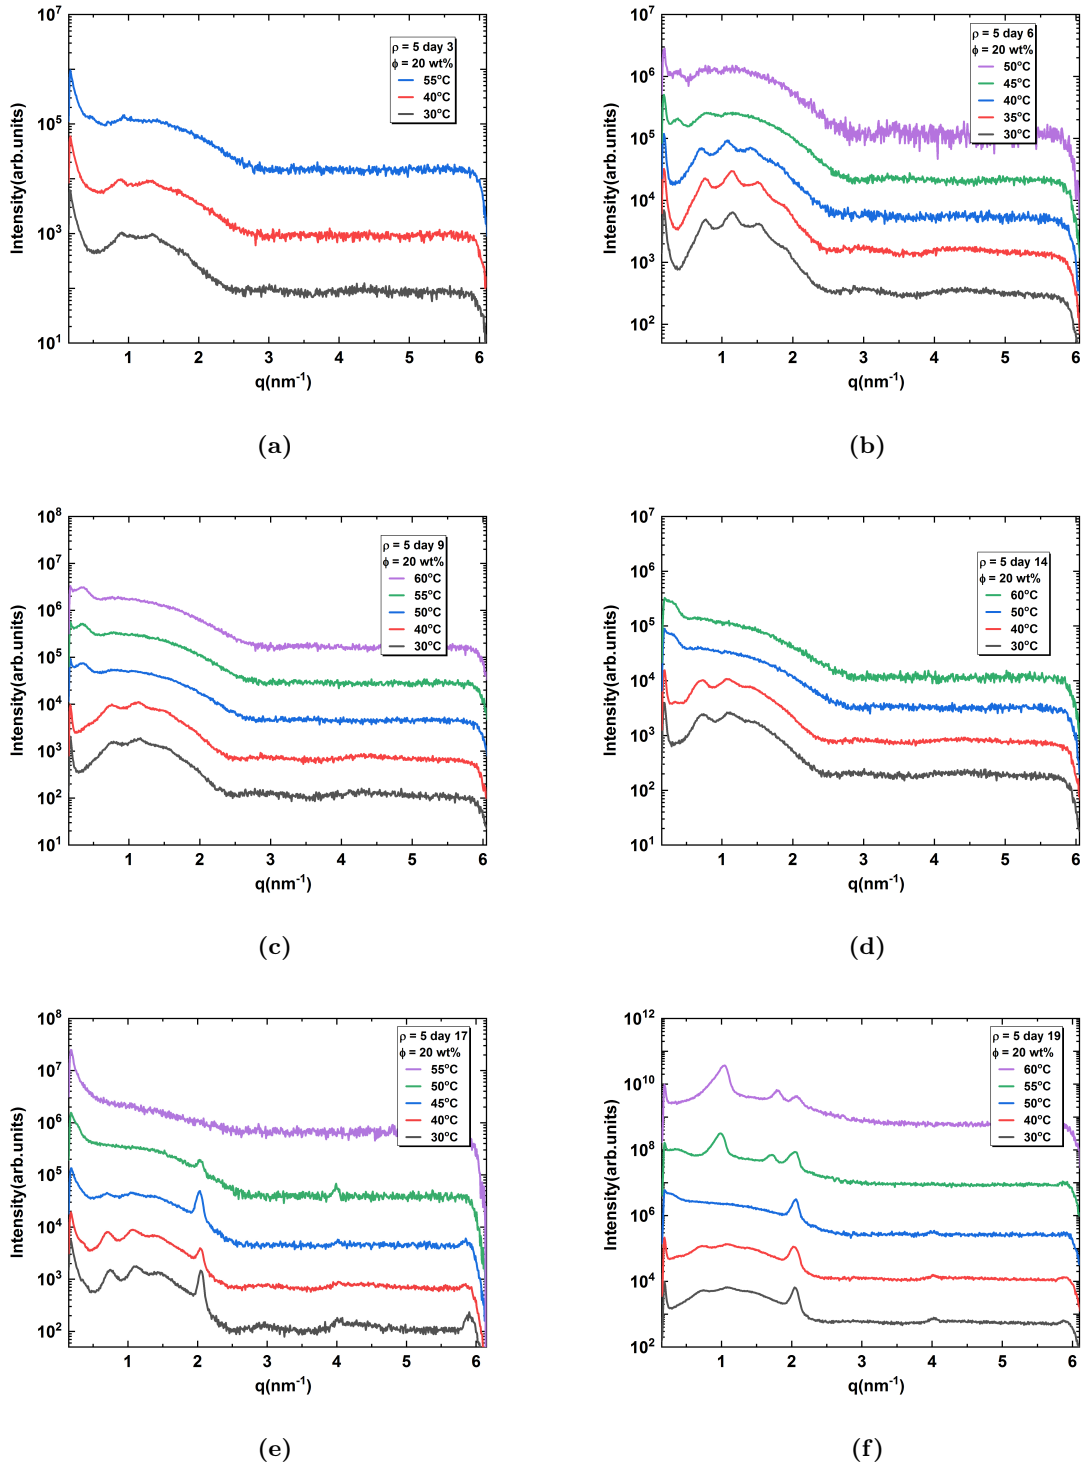 10⁷
10⁵
10³
10¹
Intensity(arb.units)
ρ = 5 day 3
ϕ = 20 wt%
55°C
40°C
30°C
1 2 3 4 5 6
q(nm⁻¹)
(a)
10⁶
10⁵
10⁴
10³
10²
Intensity(arb.units)
ρ = 5 day 6
ϕ = 20 wt%
50°C
45°C
40°C
35°C
30°C
1 2 3 4 5 6
q(nm⁻¹)
(b)
10⁸
10⁷
10⁶
10⁵
10⁴
10³
10²
10¹
Intensity(arb.units)
ρ = 5 day 9
ϕ = 20 wt%
60°C
55°C
50°C
40°C
30°C
1 2 3 4 5 6
q(nm⁻¹)
(c)
10⁷
10⁶
10⁵
10⁴
10³
10²
10¹
Intensity(arb.units)
ρ = 5 day 14
ϕ = 20 wt%
60°C
50°C
40°C
30°C
1 2 3 4 5 6
q(nm⁻¹)
(d)
10⁸
10⁷
10⁶
10⁵
10⁴
10³
10²
Intensity(arb.units)
ρ = 5 day 17
ϕ = 20 wt%
55°C
50°C
45°C
40°C
30°C
1 2 3 4 5 6
q(nm⁻¹)
(e)
10¹²
10¹⁰
10⁸
10⁶
10⁴
10²
Intensity(arb.units)
ρ = 5 day 19
ϕ = 20 wt%
60°C
55°C
50°C
40°C
30°C
1 2 3 4 5 6
q(nm⁻¹)
(f)